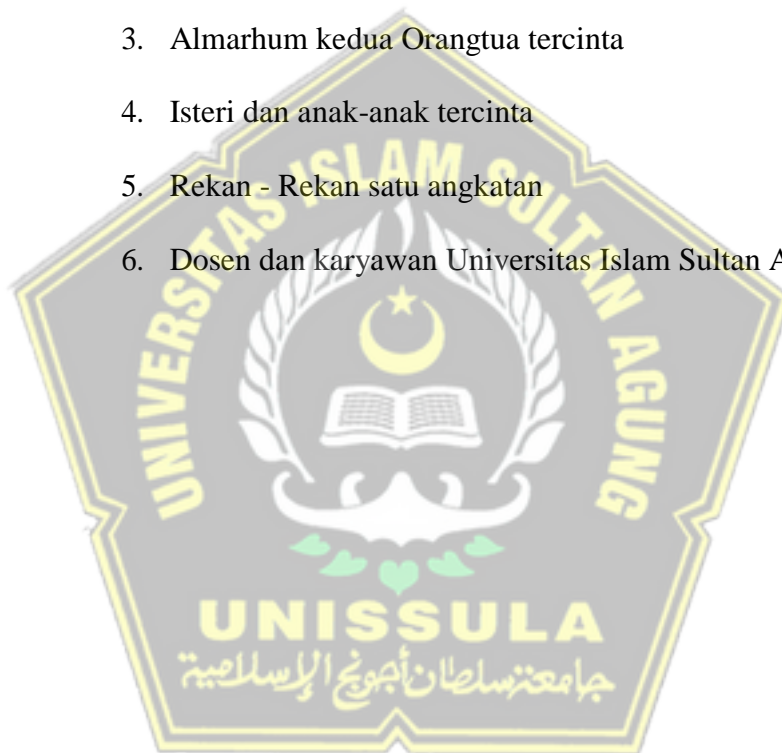 3. Almarhum kedua Orangtua tercinta
4. Isteri dan anak-anak tercinta
5. Rekan - Rekan satu angkatan
6. Dosen dan karyawan Universitas Islam Sultan A
UNIVERSITAS ISLAM SULTAN AGUNG
UNISSULA
جامعة سلطان أجونج الإسلامية